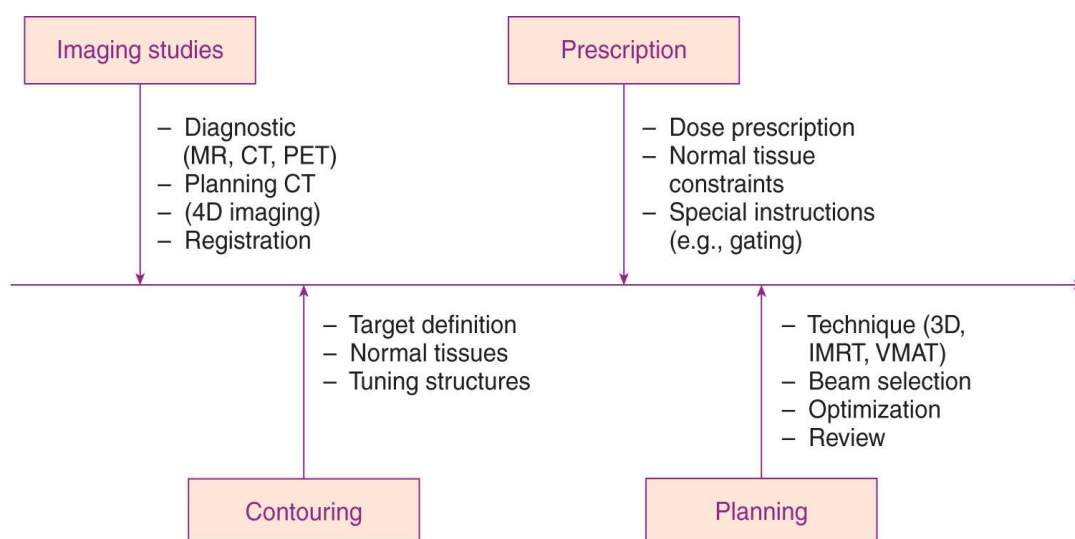 Imaging studies
– Diagnostic
(MR, CT, PET)
– Planning CT
– (4D imaging)
– Registration
Prescription
– Dose prescription
– Normal tissue
constraints
– Special instructions
(e.g., gating)
– Target definition
– Normal tissues
– Tuning structures
Contouring
– Technique (3D,
IMRT, VMAT)
– Beam selection
– Optimization
– Review
Planning